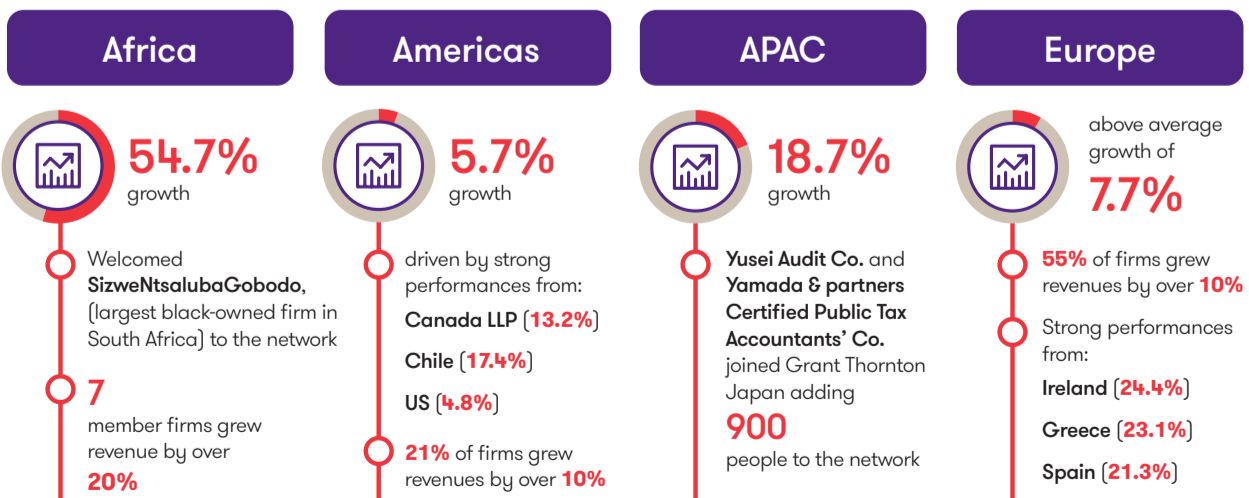 Africa
54.7%
growth
Welcomed
SizweNtsalubaGobodo,
(largest black-owned firm in
South Africa) to the network
7
member firms grew
revenue by over
20%
Americas
5.7%
growth
driven by strong
performances from:
Canada LLP (13.2%)
Chile (17.4%)
US (4.8%)
21% of firms grew
revenues by over 10%
APAC
18.7%
growth
Yusei Audit Co. and
Yamada & partners
Certified Public Tax
Accountants’ Co.
joined Grant Thornton
Japan adding
900
people to the network
Europe
above average
growth of
7.7%
55% of firms grew
revenues by over 10%
Strong performances
from:
Ireland (24.4%)
Greece (23.1%)
Spain (21.3%)